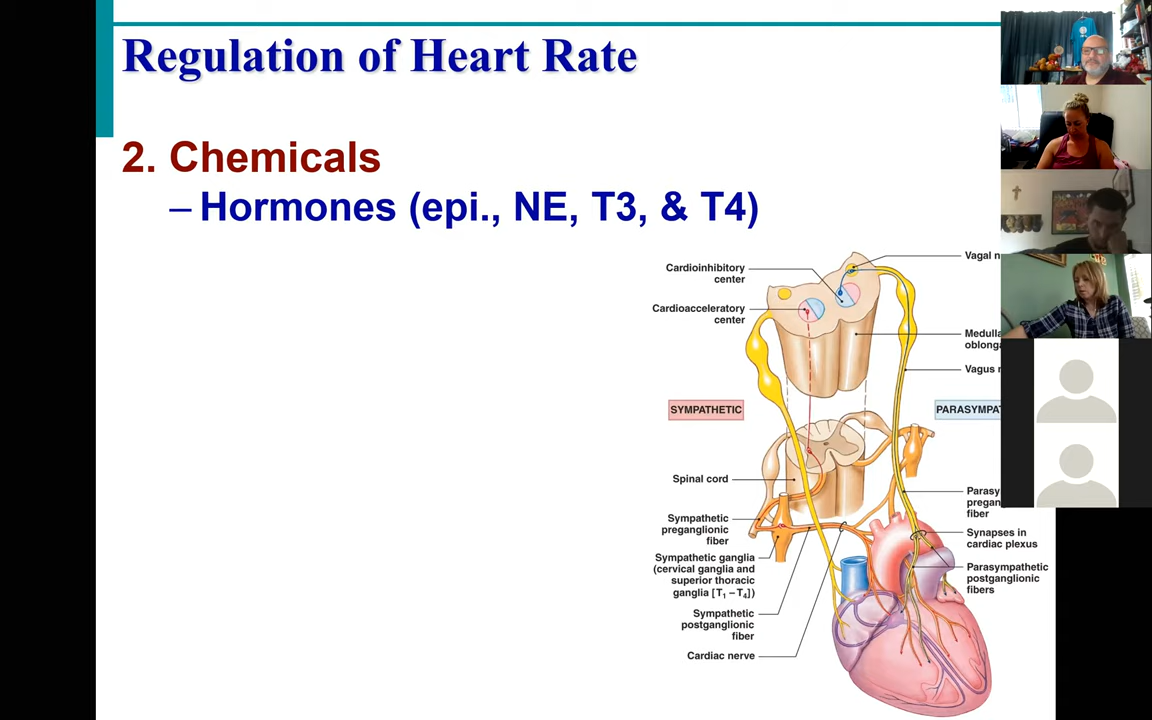 Regulation of Heart Rate
2. Chemicals
– Hormones (epi., NE, T3, & T4)
Cardioinhibitory
center
Cardioacceleratory
center
SYMPATHETIC
Spinal cord
Sympathetic
preganglionic
fiber
Sympathetic ganglia
(cervical ganglia and
superior thoracic
ganglia [T₁ – T₄])
Sympathetic
postganglionic
fiber
Cardiac nerve
Vagal n
Medulla
oblonga
Vagus n
PARASYMPAT
Parasy
pregan
fiber
Synapses in
cardiac plexus
Parasympathetic
postganglionic
fibers